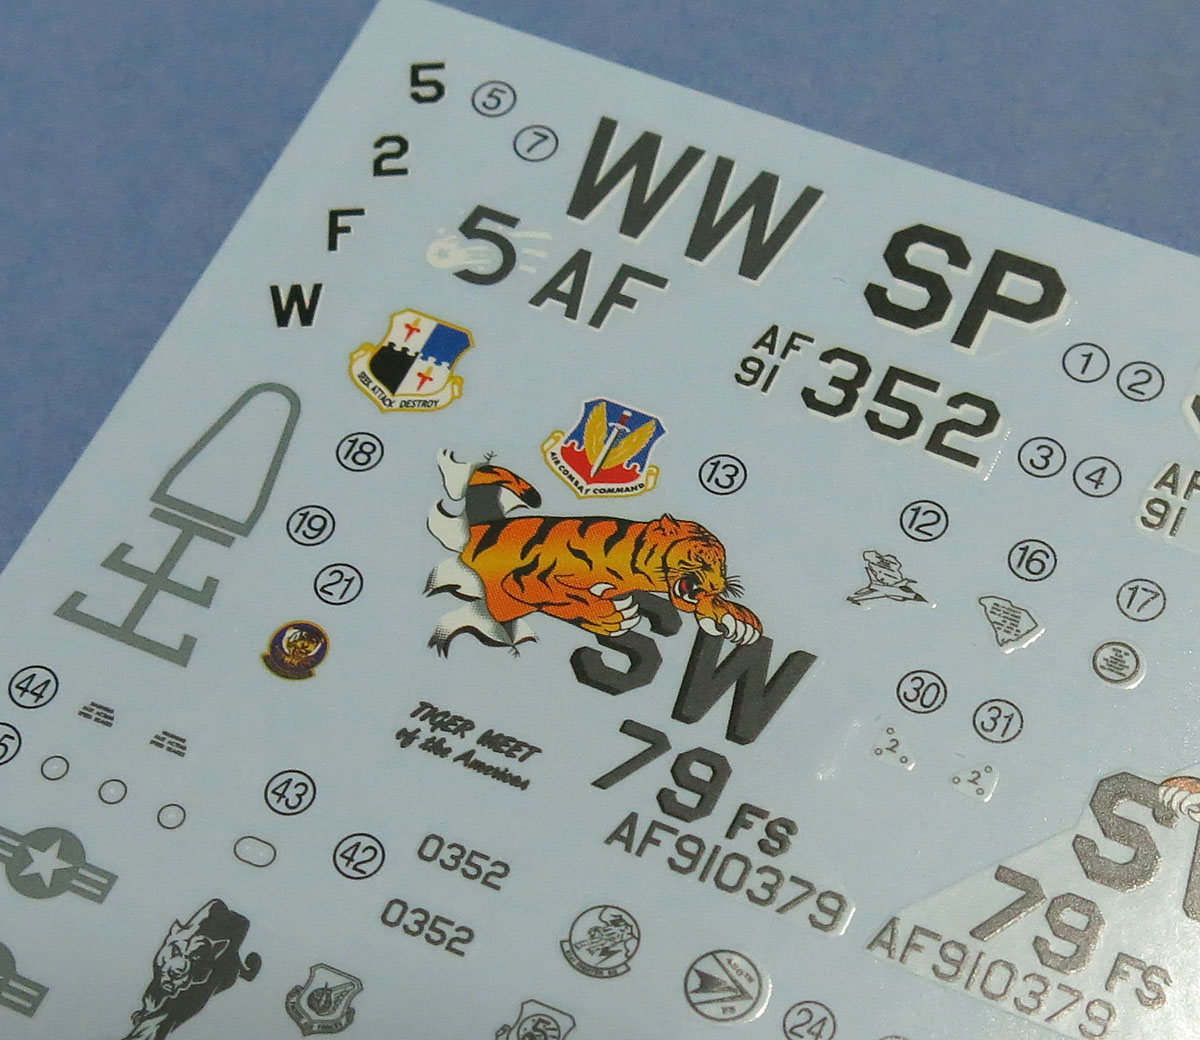 5
5
7
WW
2
F
W
5 AF
SP
AF
91
352
1
2
3
4
AF
91
SEEK ATTACK DESTROY
AIR COMBAT COMMAND
18
13
19
12
16
17
21
SW
44
30
31
TIGER MEET
of the Americas
79 FS
2
2
AF910379
43
42
0352
0352
S
79 FS
AF910379
24